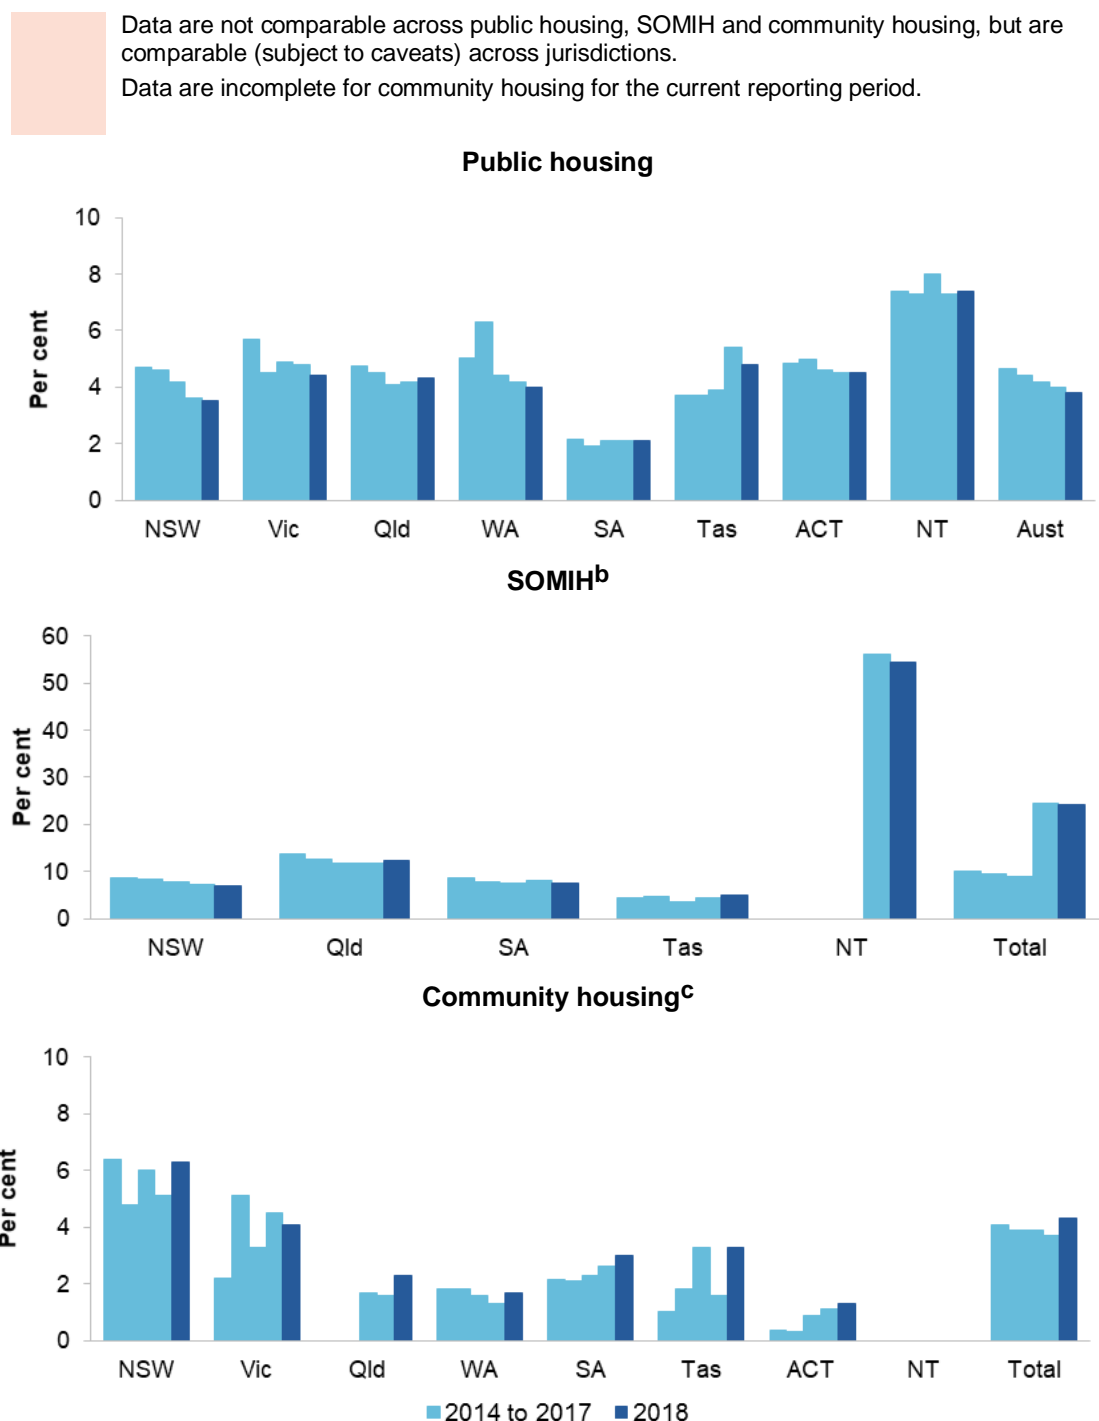 Data are not comparable across public housing, SOMIH and community housing, but are
comparable (subject to caveats) across jurisdictions.
Data are incomplete for community housing for the current reporting period.
Public housing
Per cent
10
8
6
4
2
0
NSW Vic Qld WA SA Tas ACT NT Aust
SOMIHb
Per cent
60
50
40
30
20
10
0
NSW Qld SA Tas NT Total
Community housingc
Per cent
10
8
6
4
2
0
NSW Vic Qld WA SA Tas ACT NT Total
2014 to 2017 2018